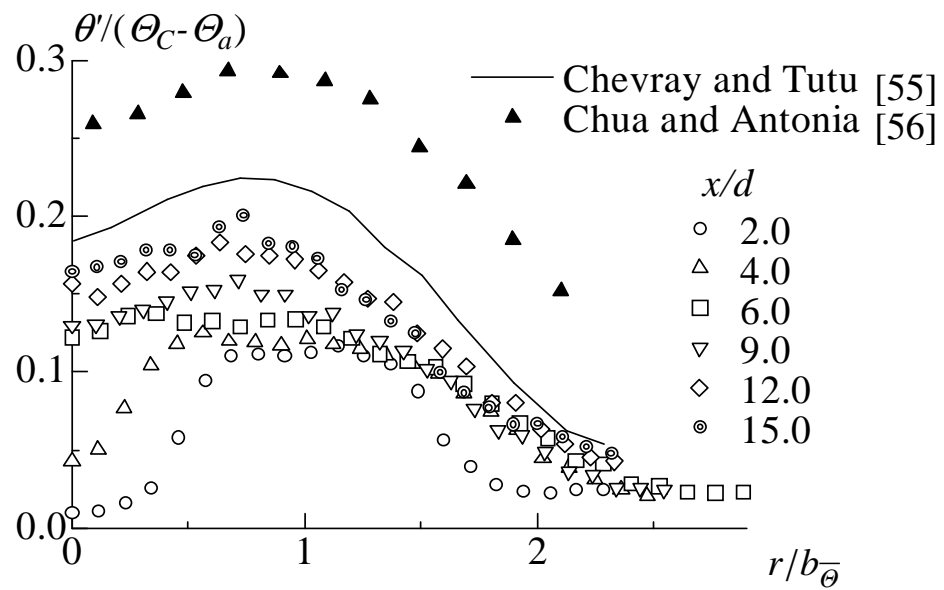 θ'/(Θ_C-Θ_a)
0.3
0.2
0.1
0.0
0
1
2
r/b_Θ̅
Chevray and Tutu [55]
Chua and Antonia [56]
x/d
2.0
4.0
6.0
9.0
12.0
15.0